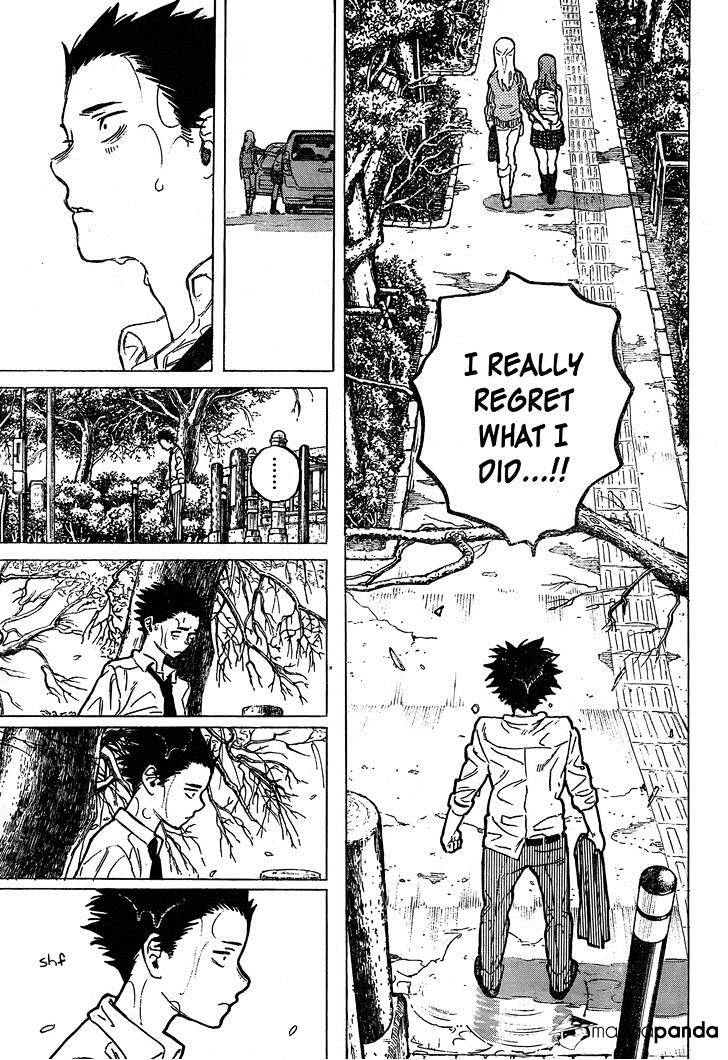 I REALLY
REGRET
WHAT I
DID...!!
......
shf
mangapanda